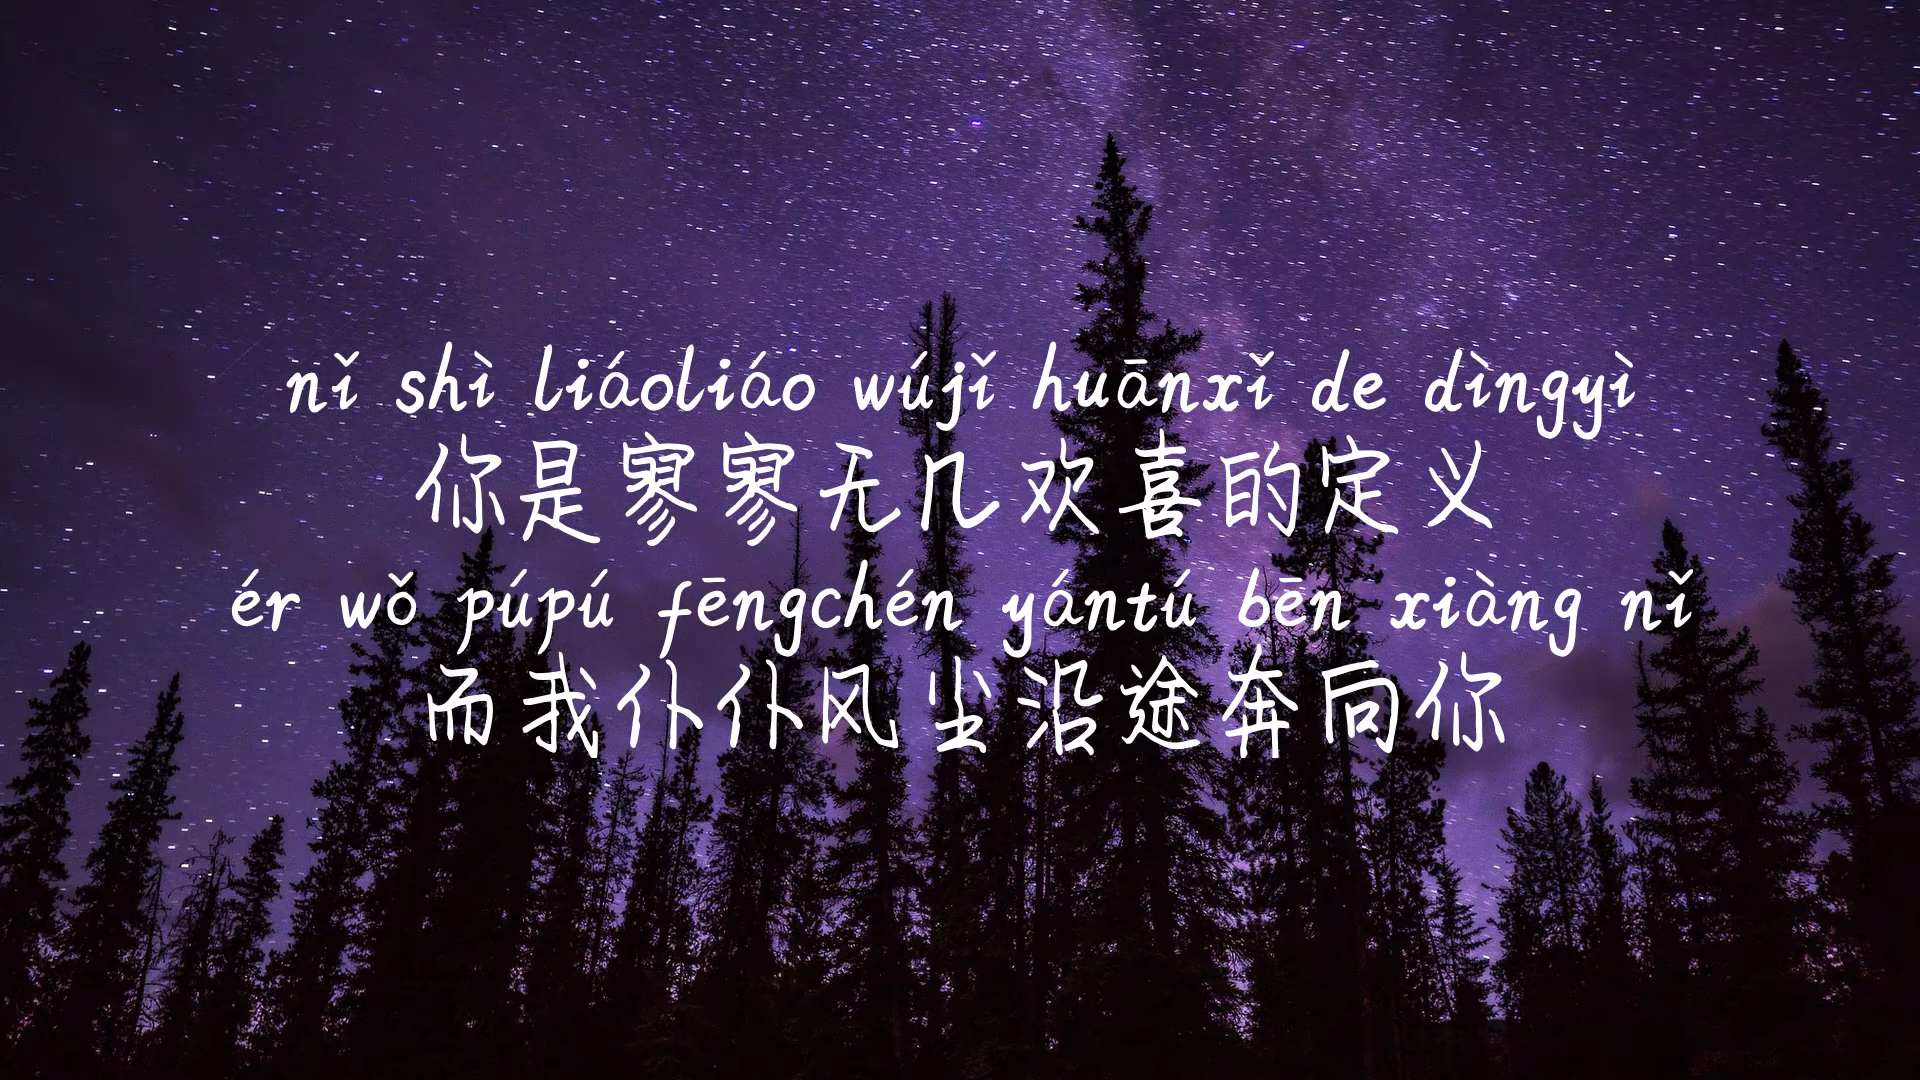 nǐ shì liáoliáo wújǐ huānxǐ de dìngyì
你是寥寥无几欢喜的定义
ér wǒ púpú fēngchén yántú bēn xiàng nǐ
而我仆仆风尘沿途奔向你